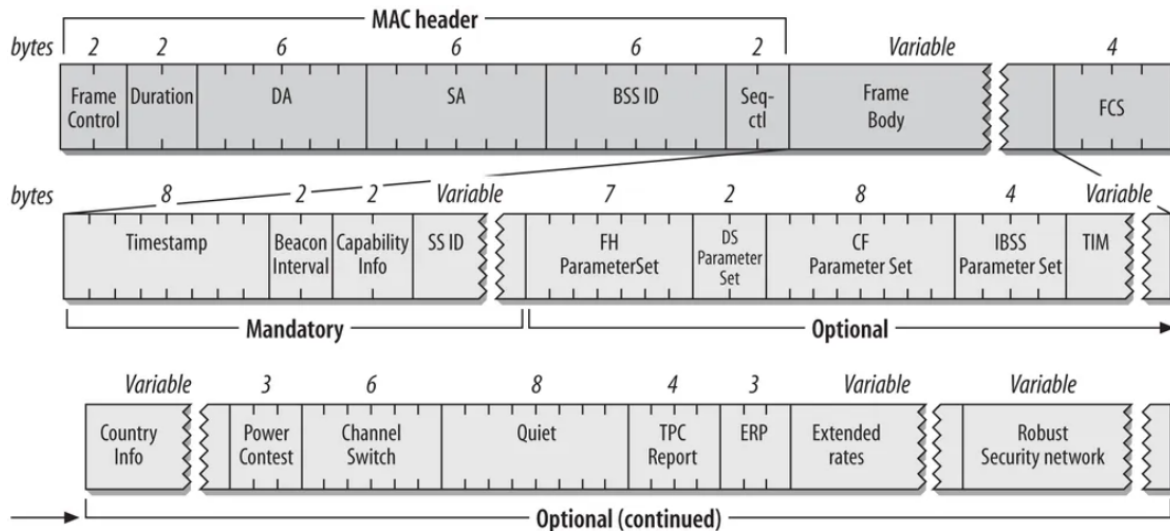 MAC header
bytes 2 2 6 6 6 2 Variable 4
Frame Control Duration DA SA BSS ID Seq-ctl Frame Body FCS
bytes 8 2 2 Variable 7 2 8 4 Variable
Timestamp Beacon Interval Capability Info SS ID FH ParameterSet DS Parameter Set CF Parameter Set IBSS Parameter Set TIM
Mandatory Optional
Variable 3 6 8 4 3 Variable Variable
Country Info Power Contest Channel Switch Quiet TPC Report ERP Extended rates Robust Security network
Optional (continued)